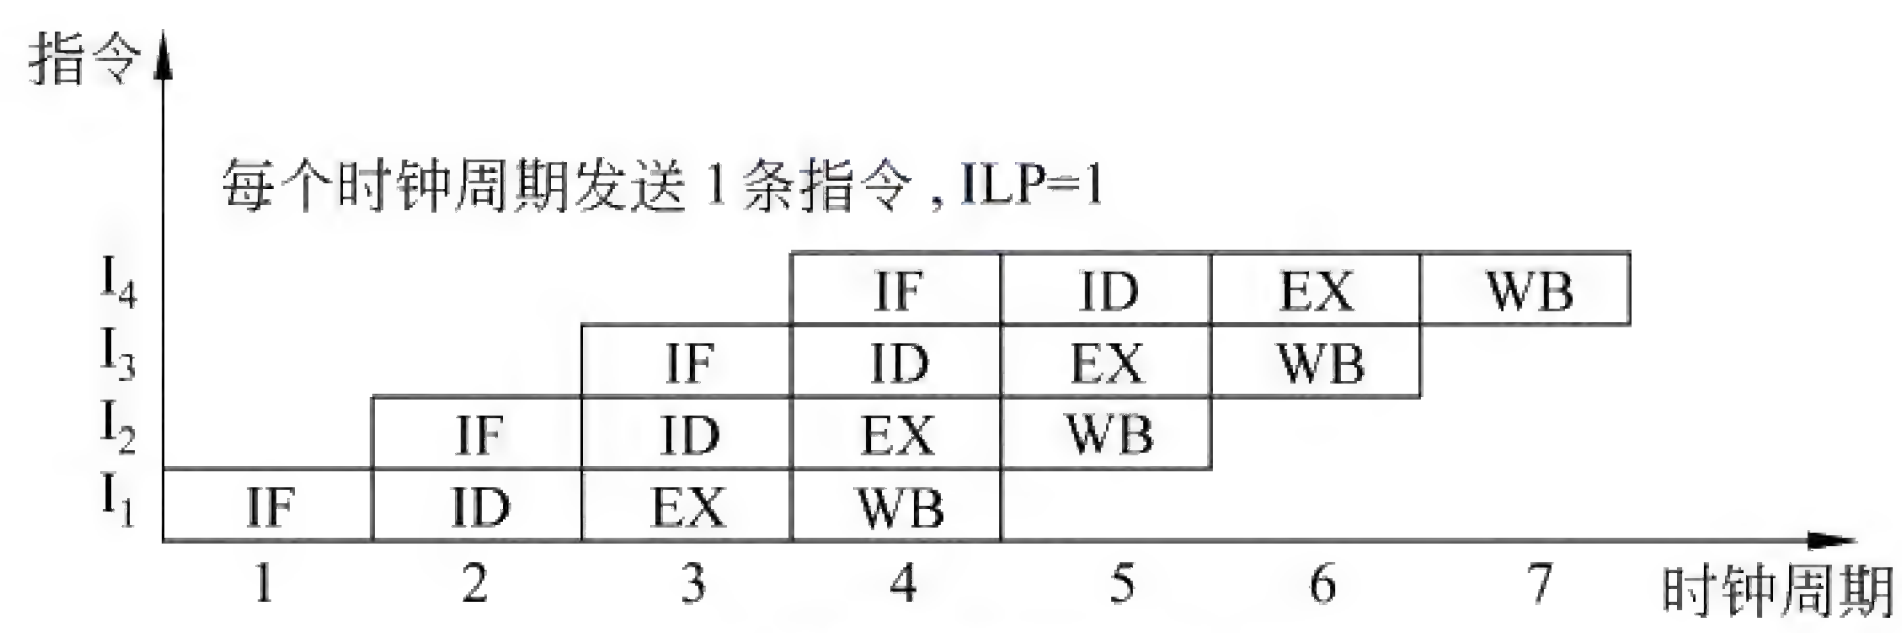 指令
每个时钟周期发送 1 条指令 , ILP=1
I4 IF ID EX WB
I3 IF ID EX WB
I2 IF ID EX WB
I1 IF ID EX WB
1 2 3 4 5 6 7 时钟周期